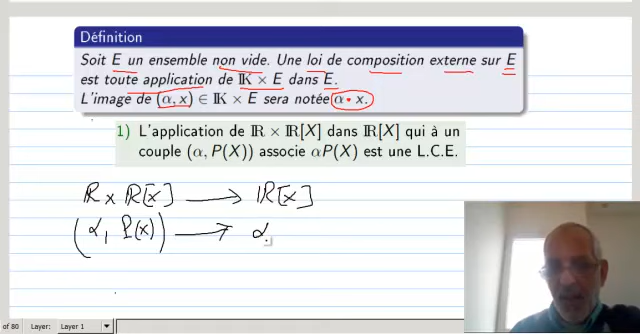 Définition
Soit E un ensemble non vide. Une loi de composition externe sur E
est toute application de 𝕂 × E dans E.
L'image de (α, x) ∈ 𝕂 × E sera notée α • x.
1) L'application de ℝ × ℝ[X] dans ℝ[X] qui à un
couple (α, P(X)) associe αP(X) est une L.C.E.
ℝ × ℝ[X] ⟶ ℝ[X]
(α, P(X)) ⟶ α
of 80 Layer: Layer 1